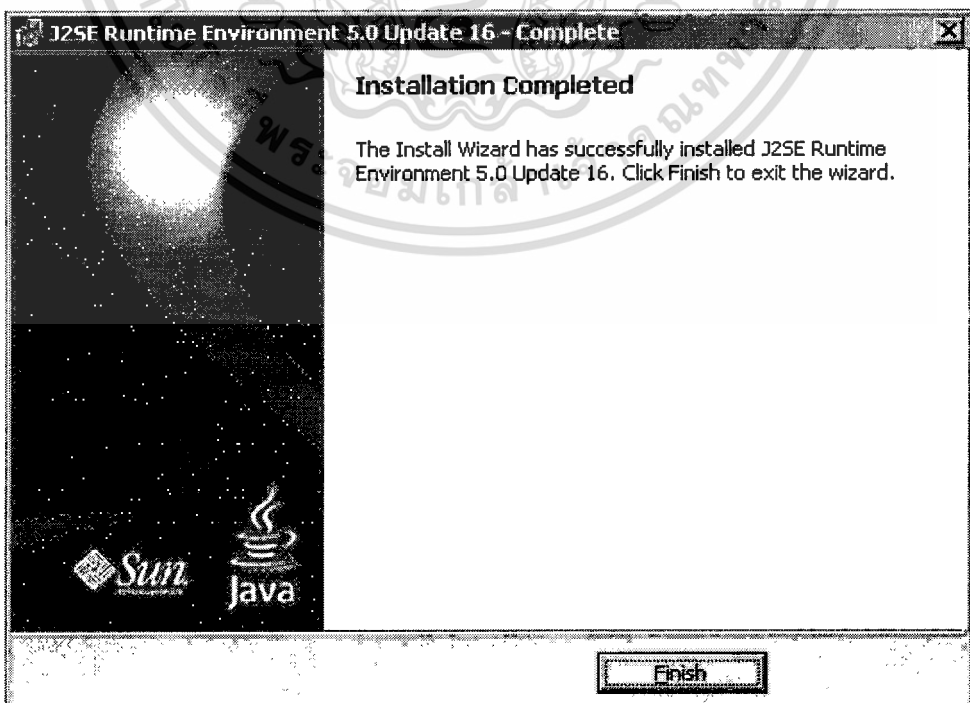 J2SE Runtime Environment 5.0 Update 16 - Complete
Installation Completed
The Install Wizard has successfully installed J2SE Runtime
Environment 5.0 Update 16. Click Finish to exit the wizard.
Sun
Java
Finish